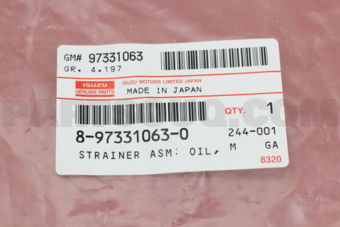 GM# 97331063
GR. 4.197
ISUZU
GENUINE PARTS
ISUZU MOTORS LIMITED JAPAN
MADE IN JAPAN
QTY. 1
8-97331063-0
244-001
STRAINER ASM: OIL, M GA
8320